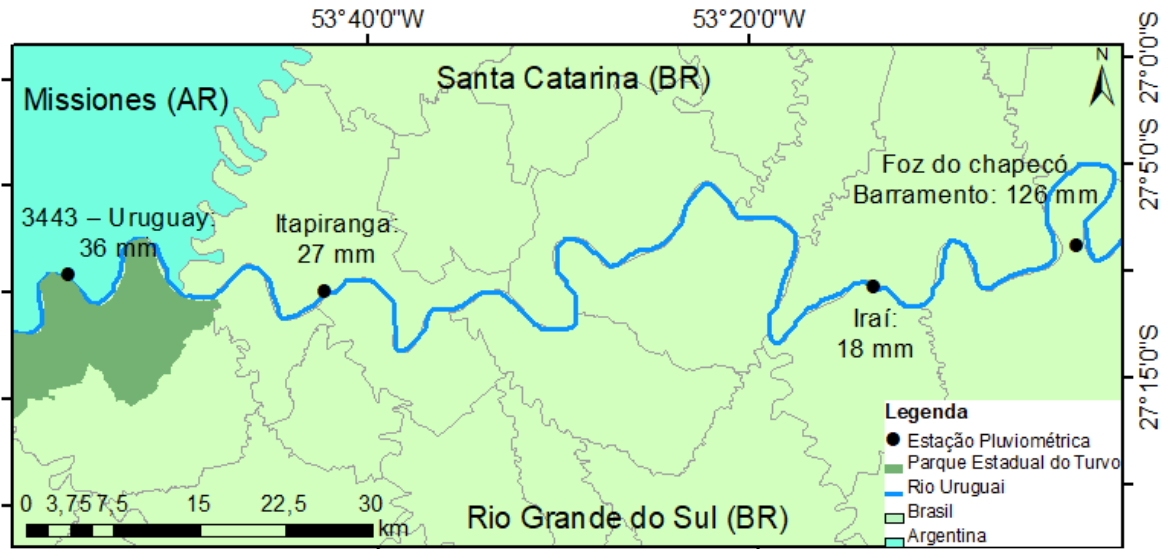 53°40'0"W
53°20'0"W
27°0'0"S
N
Missiones (AR)
Santa Catarina (BR)
27°5'0"S
Foz do chapecó
Barramento: 126 mm
3443 – Uruguay:
36 mm
Itapiranga:
27 mm
Iraí:
18 mm
27°15'0"S
Legenda
Estação Pluviométrica
Parque Estadual do Turvo
Rio Uruguai
Brasil
Argentina
0 3,75 7,5 15 22,5 30
km
Rio Grande do Sul (BR)